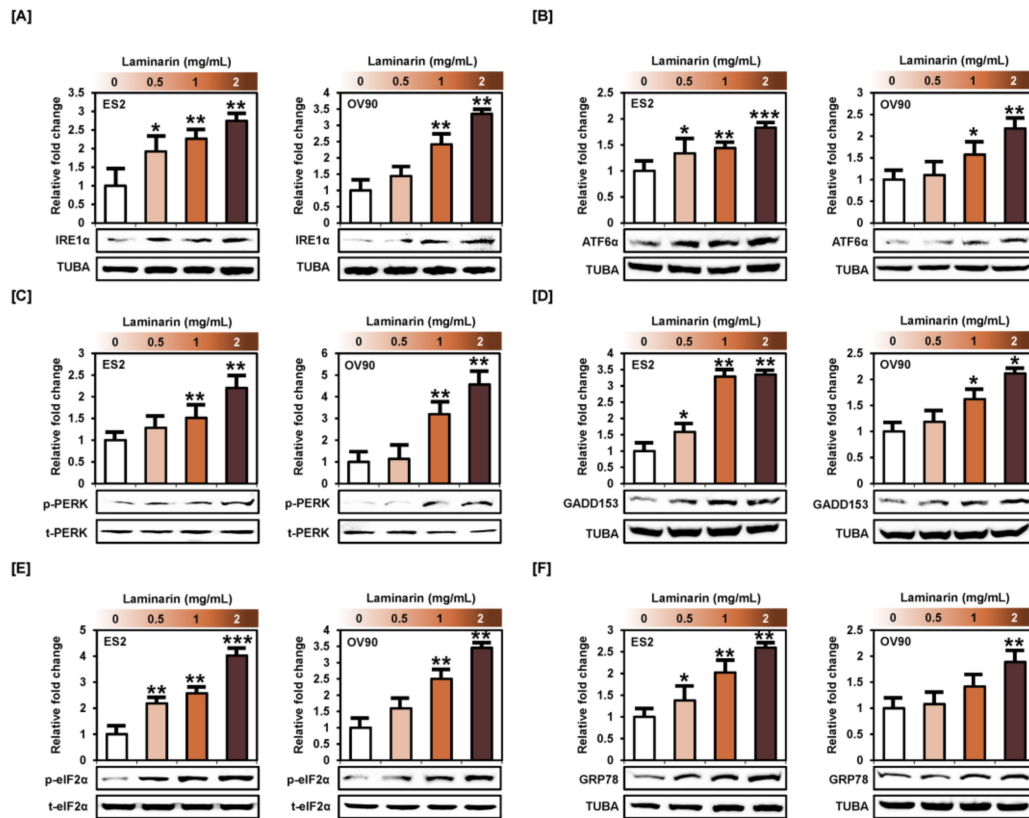 [A]
Laminarin (mg/mL)
0 0.5 1 2
ES2
Relative fold change
3.5
3
2.5
2
1.5
1
0.5
0
* ** **
IRE1α
TUBA
Laminarin (mg/mL)
0 0.5 1 2
OV90
Relative fold change
4
3.5
3
2.5
2
1.5
1
0.5
0
** **
IRE1α
TUBA
[B]
Laminarin (mg/mL)
0 0.5 1 2
ES2
Relative fold change
2.5
2
1.5
1
0.5
0
* ** ***
ATF6α
TUBA
Laminarin (mg/mL)
0 0.5 1 2
OV90
Relative fold change
3
2.5
2
1.5
1
0.5
0
* **
ATF6α
TUBA
[C]
Laminarin (mg/mL)
0 0.5 1 2
ES2
Relative fold change
3
2.5
2
1.5
1
0.5
0
** **
p-PERK
t-PERK
Laminarin (mg/mL)
0 0.5 1 2
OV90
Relative fold change
6
5
4
3
2
1
0
** **
p-PERK
t-PERK
[D]
Laminarin (mg/mL)
0 0.5 1 2
ES2
Relative fold change
4
3.5
3
2.5
2
1.5
1
0.5
0
* ** **
GADD153
TUBA
Laminarin (mg/mL)
0 0.5 1 2
OV90
Relative fold change
2.5
2
1.5
1
0.5
0
* *
GADD153
TUBA
[E]
Laminarin (mg/mL)
0 0.5 1 2
ES2
Relative fold change
5
4
3
2
1
0
** ** ***
p-eIF2α
t-eIF2α
Laminarin (mg/mL)
0 0.5 1 2
OV90
Relative fold change
4
3.5
3
2.5
2
1.5
1
0.5
0
** **
p-eIF2α
t-eIF2α
[F]
Laminarin (mg/mL)
0 0.5 1 2
ES2
Relative fold change
3
2.5
2
1.5
1
0.5
0
* ** **
GRP78
TUBA
Laminarin (mg/mL)
0 0.5 1 2
OV90
Relative fold change
2.5
2
1.5
1
0.5
0
**
GRP78
TUBA